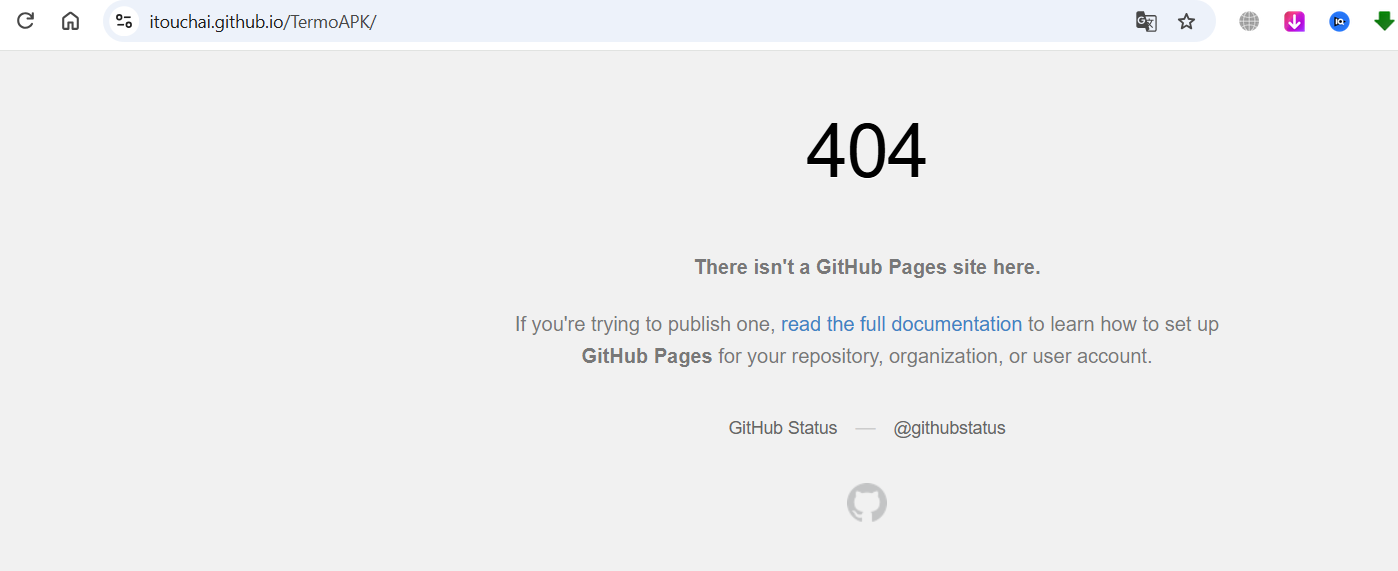 itouchai.github.io/TermoAPK/
IQ
404
There isn't a GitHub Pages site here.
If you're trying to publish one, read the full documentation to learn how to set up
GitHub Pages for your repository, organization, or user account.
GitHub Status — @githubstatus